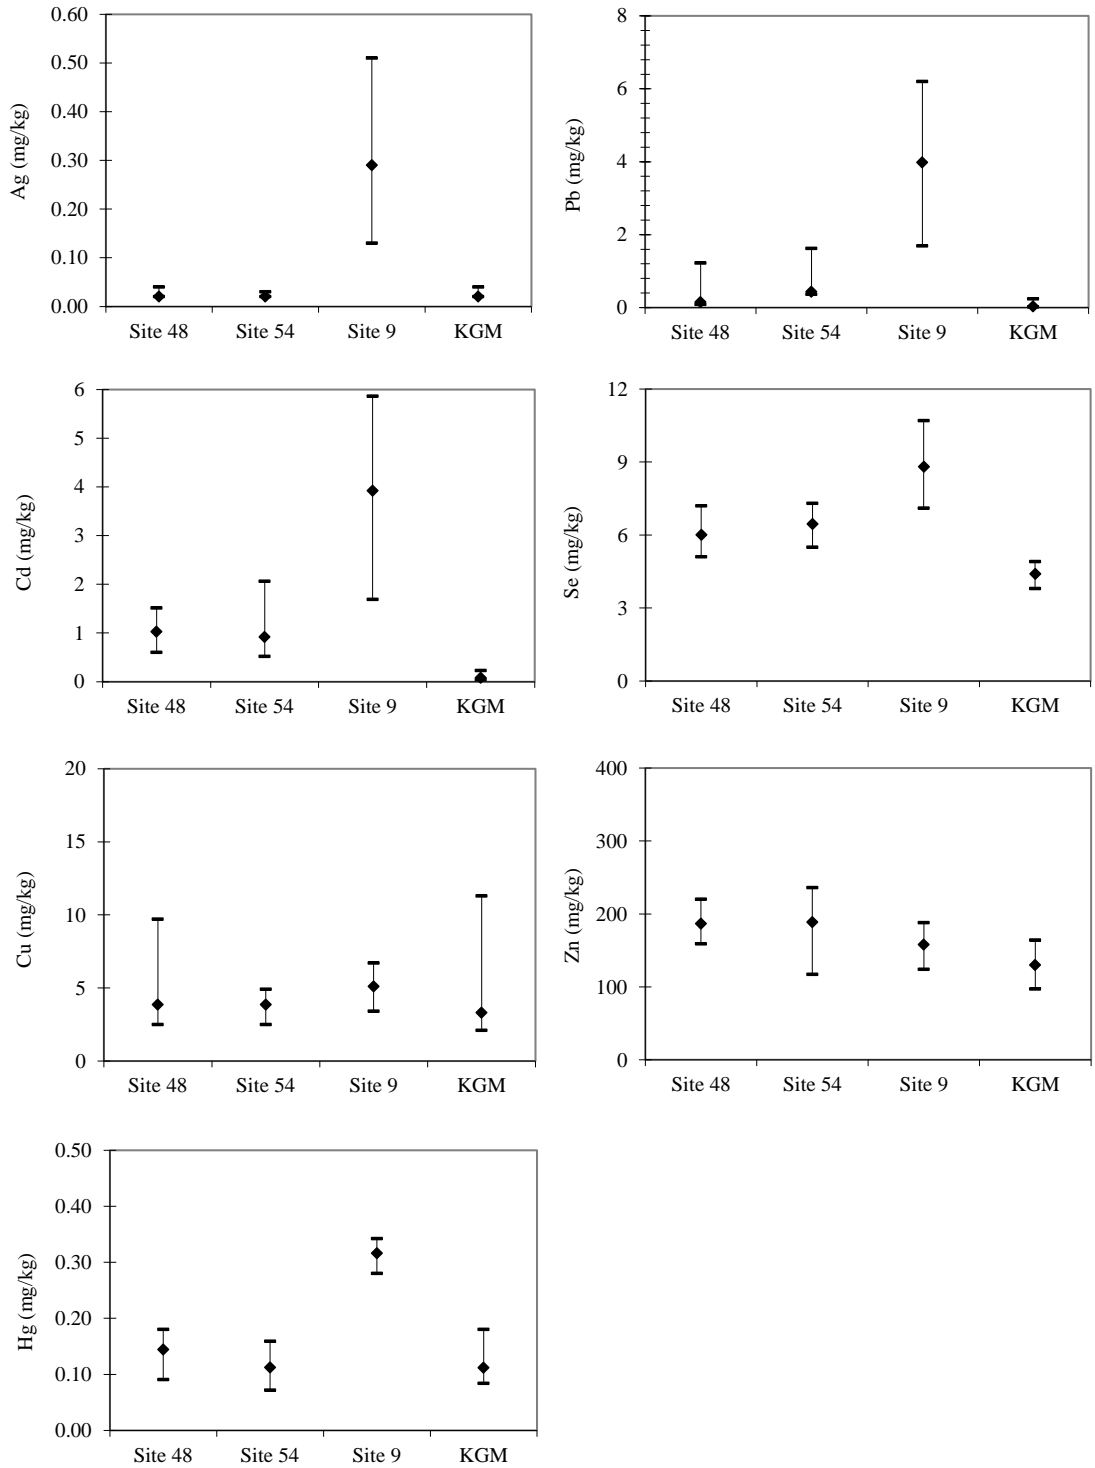 Ag (mg/kg)
0.60
0.50
0.40
0.30
0.20
0.10
0.00
Site 48 Site 54 Site 9 KGM
Pb (mg/kg)
8
6
4
2
0
Site 48 Site 54 Site 9 KGM
Cd (mg/kg)
6
5
4
3
2
1
0
Site 48 Site 54 Site 9 KGM
Se (mg/kg)
12
9
6
3
0
Site 48 Site 54 Site 9 KGM
Cu (mg/kg)
20
15
10
5
0
Site 48 Site 54 Site 9 KGM
Zn (mg/kg)
400
300
200
100
0
Site 48 Site 54 Site 9 KGM
Hg (mg/kg)
0.50
0.40
0.30
0.20
0.10
0.00
Site 48 Site 54 Site 9 KGM